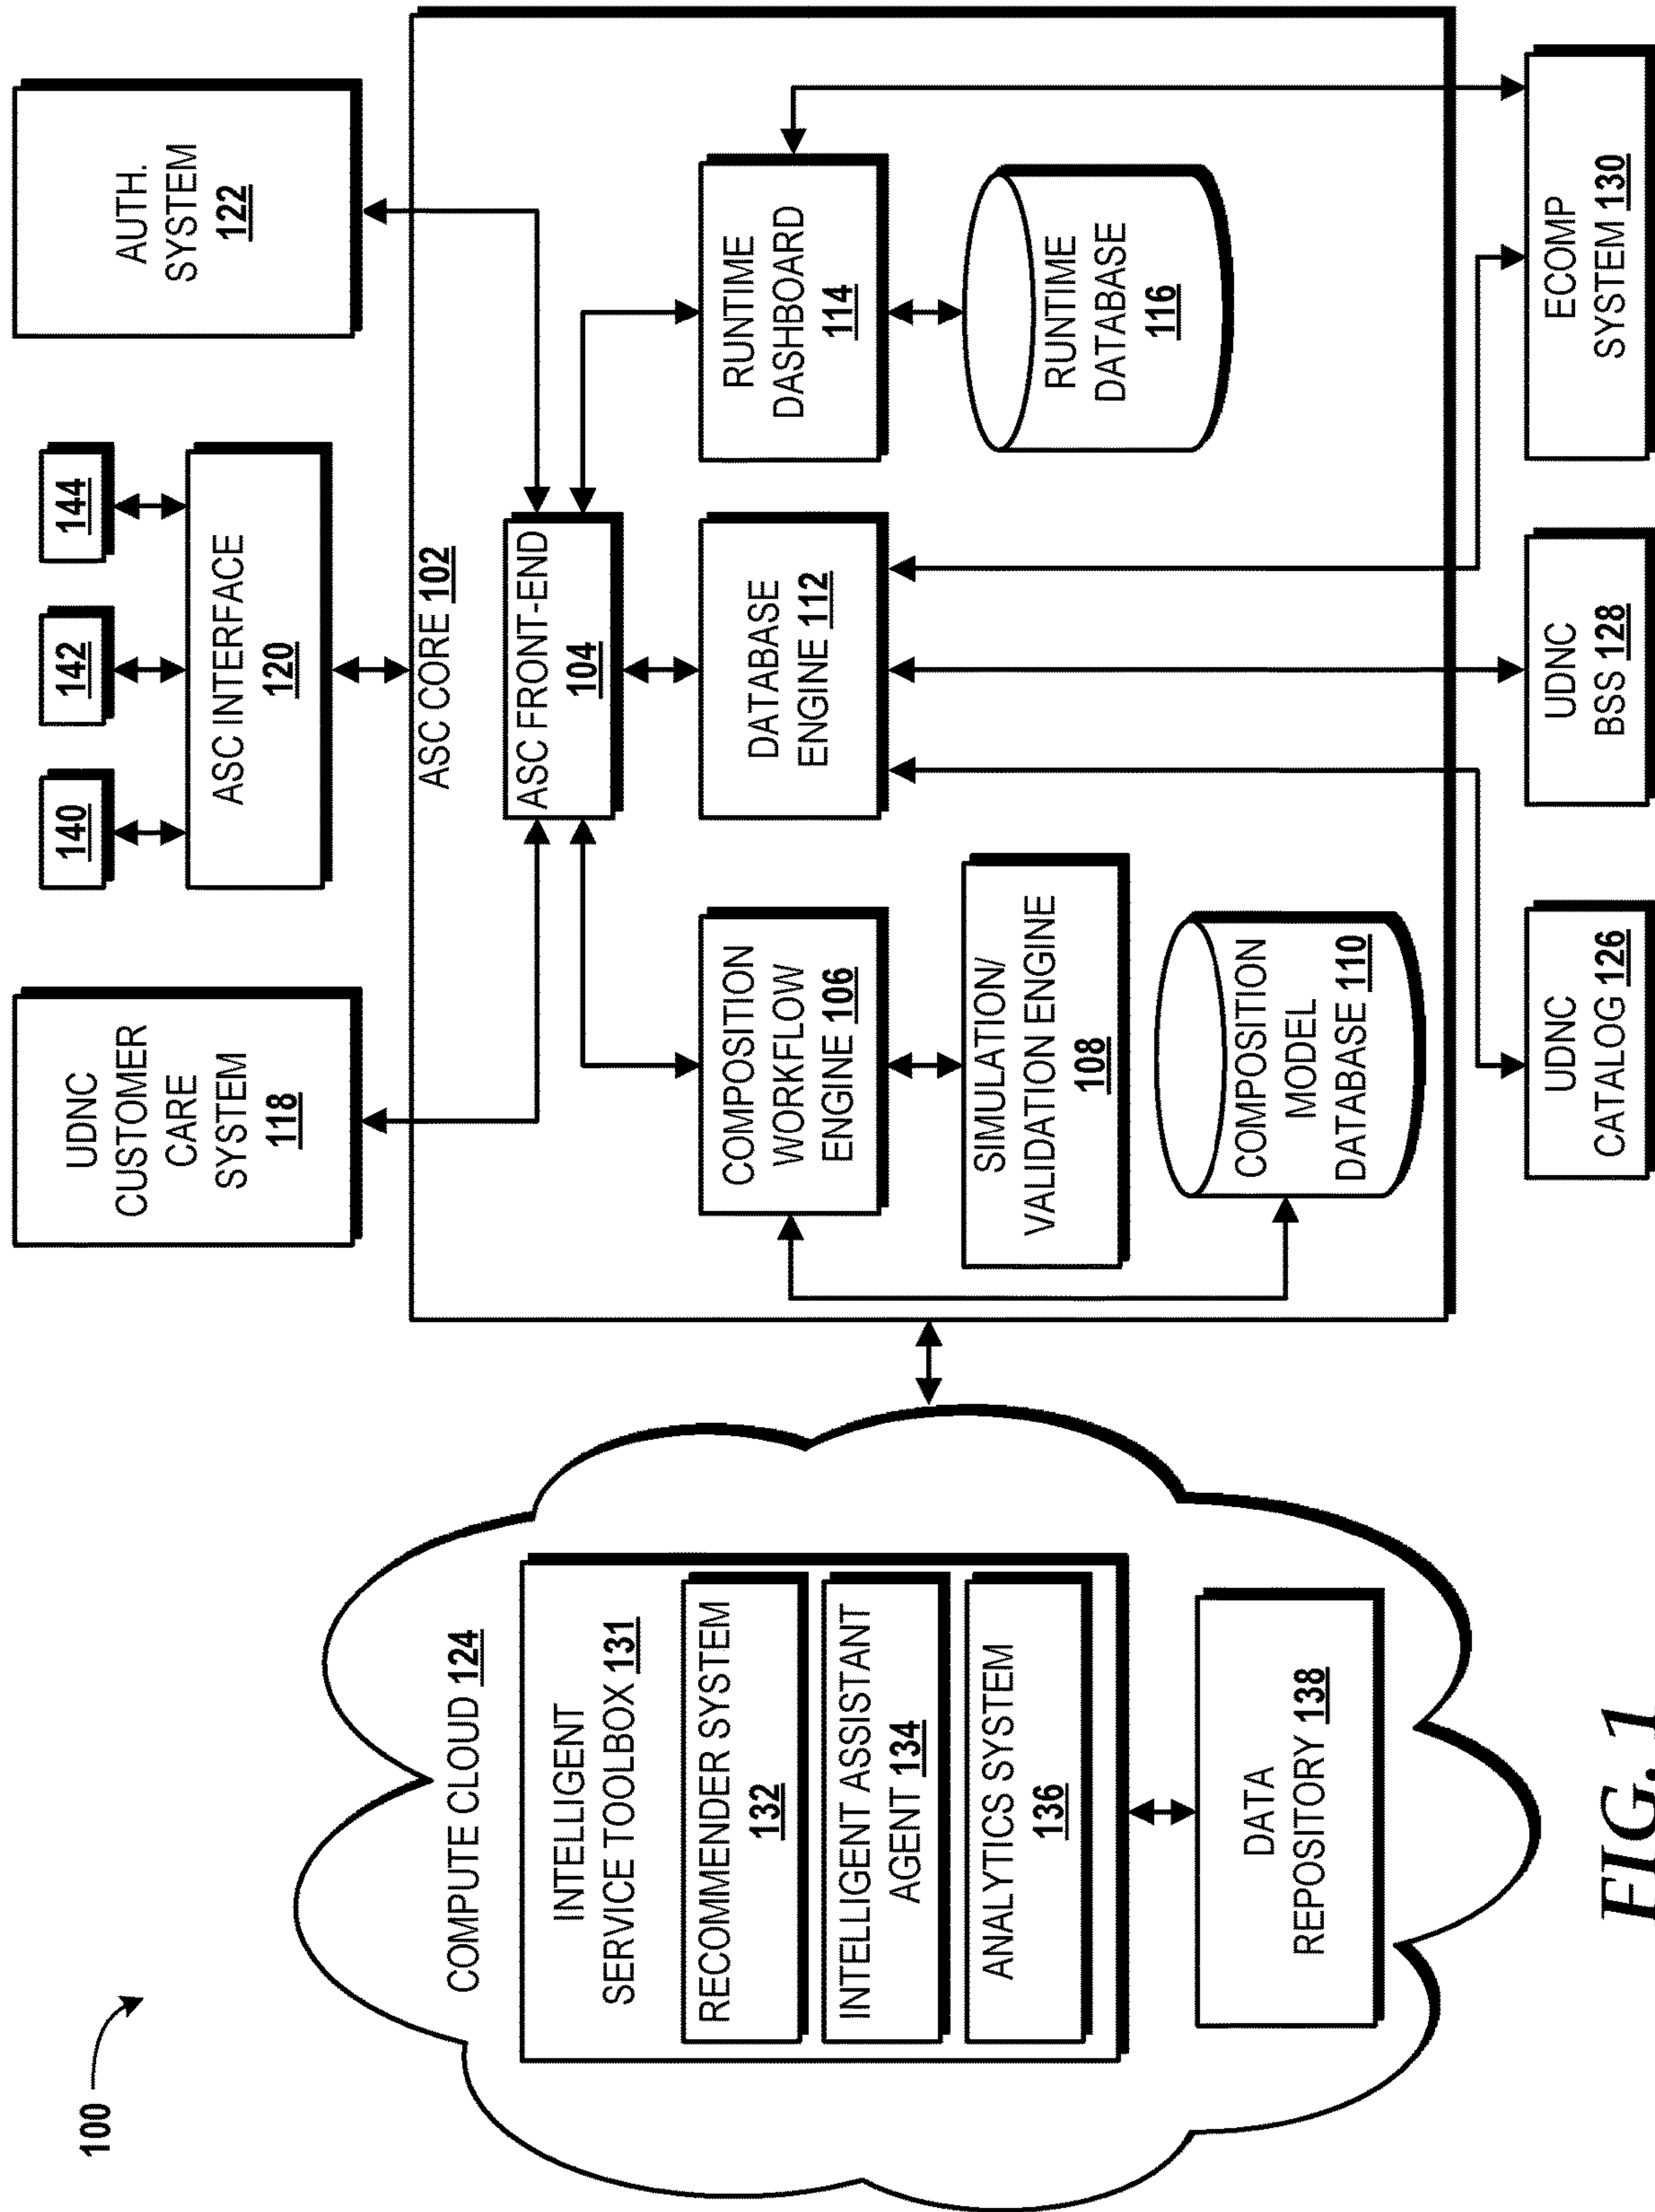 100
COMPUTE CLOUD 124
INTELLIGENT
SERVICE TOOLBOX 131
RECOMMENDER SYSTEM
132
INTELLIGENT ASSISTANT
AGENT 134
ANALYTICS SYSTEM
136
DATA
REPOSITORY 138
UDNC
CUSTOMER
CARE
SYSTEM
118
140
142
144
ASC INTERFACE
120
AUTH.
SYSTEM
122
ASC CORE 102
ASC FRONT-END
104
COMPOSITION
WORKFLOW
ENGINE 106
DATABASE
ENGINE 112
RUNTIME
DASHBOARD
114
SIMULATION/
VALIDATION ENGINE
108
RUNTIME
DATABASE
116
COMPOSITION
MODEL
DATABASE 110
UDNC
CATALOG 126
UDNC
BSS 128
ECOMP
SYSTEM 130
FIG. 1